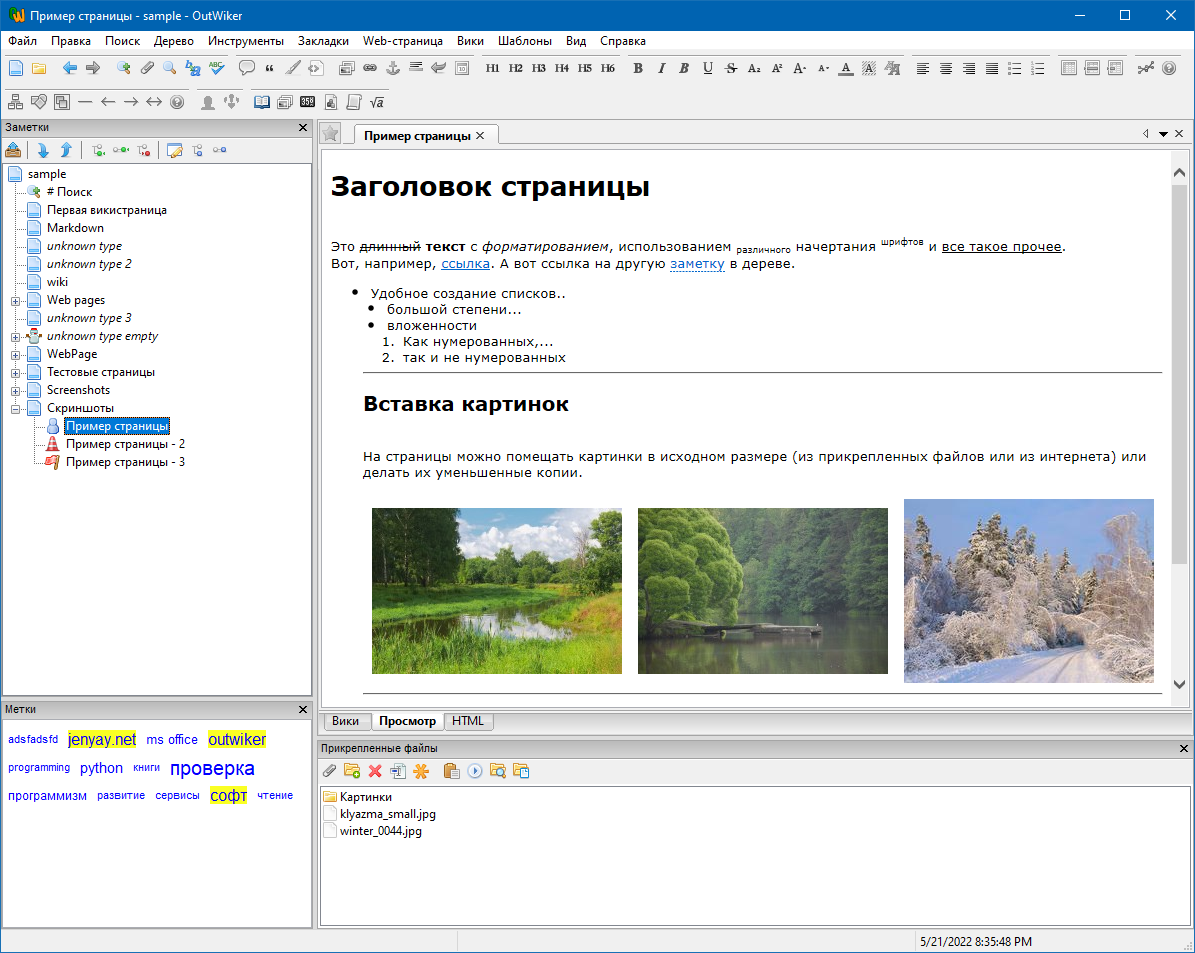 Пример страницы - sample - OutWiker
Файл Правка Поиск Дерево Инструменты Закладки Web-страница Вики Шаблоны Вид Справка
H1 H2 H3 H4 H5 H6 B I B U S A₂ A² A A A
359 √a
Заметки
sample
# Поиск
Первая викистраница
Markdown
unknown type
unknown type 2
wiki
Web pages
unknown type 3
unknown type empty
WebPage
Тестовые страницы
Screenshots
Скриншоты
Пример страницы
Пример страницы - 2
Пример страницы - 3
Метки
adsfadsfd jenyay.net ms office outwiker
programming python книги проверка
программизм развитие сервисы софт чтение
Пример страницы
Заголовок страницы
Это длинный текст с форматированием, использованием различного начертания шрифтов и все такое прочее.
Вот, например, ссылка. А вот ссылка на другую заметку в дереве.
Удобное создание списков..
большой степени...
вложенности
1. Как нумерованных,...
2. так и не нумерованных
Вставка картинок
На страницы можно помещать картинки в исходном размере (из прикрепленных файлов или из интернета) или
делать их уменьшенные копии.
Вики Просмотр HTML
Прикрепленные файлы
Картинки
klyazma_small.jpg
winter_0044.jpg
5/21/2022 8:35:48 PM